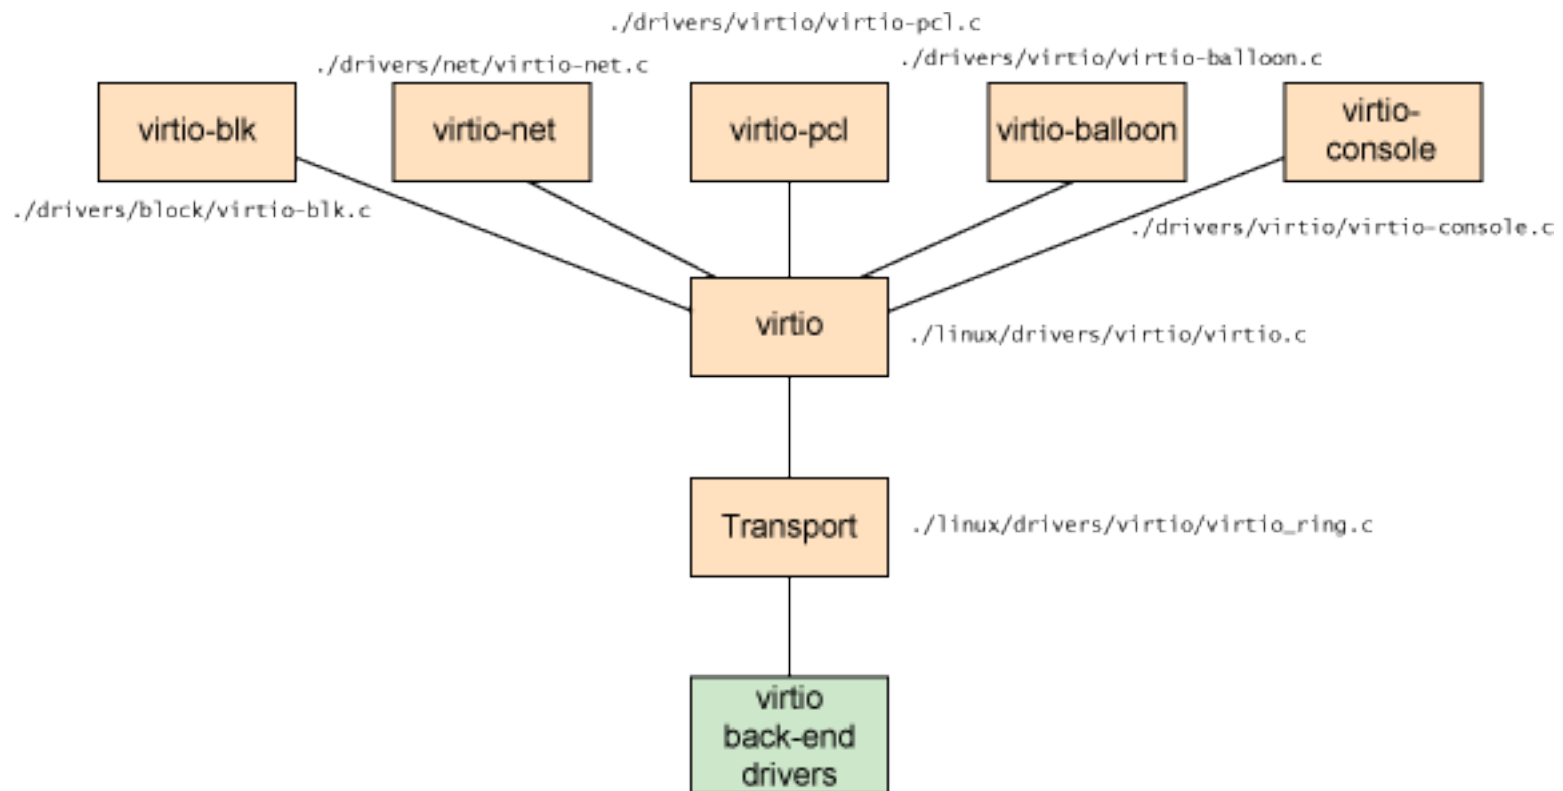 ./drivers/virtio/virtio-pcl.c
./drivers/net/virtio-net.c
./drivers/virtio/virtio-balloon.c
virtio-blk
virtio-net
virtio-pcl
virtio-balloon
virtio-
console
./drivers/block/virtio-blk.c
./drivers/virtio/virtio-console.c
virtio
./linux/drivers/virtio/virtio.c
Transport
./linux/drivers/virtio/virtio_ring.c
virtio
back-end
drivers